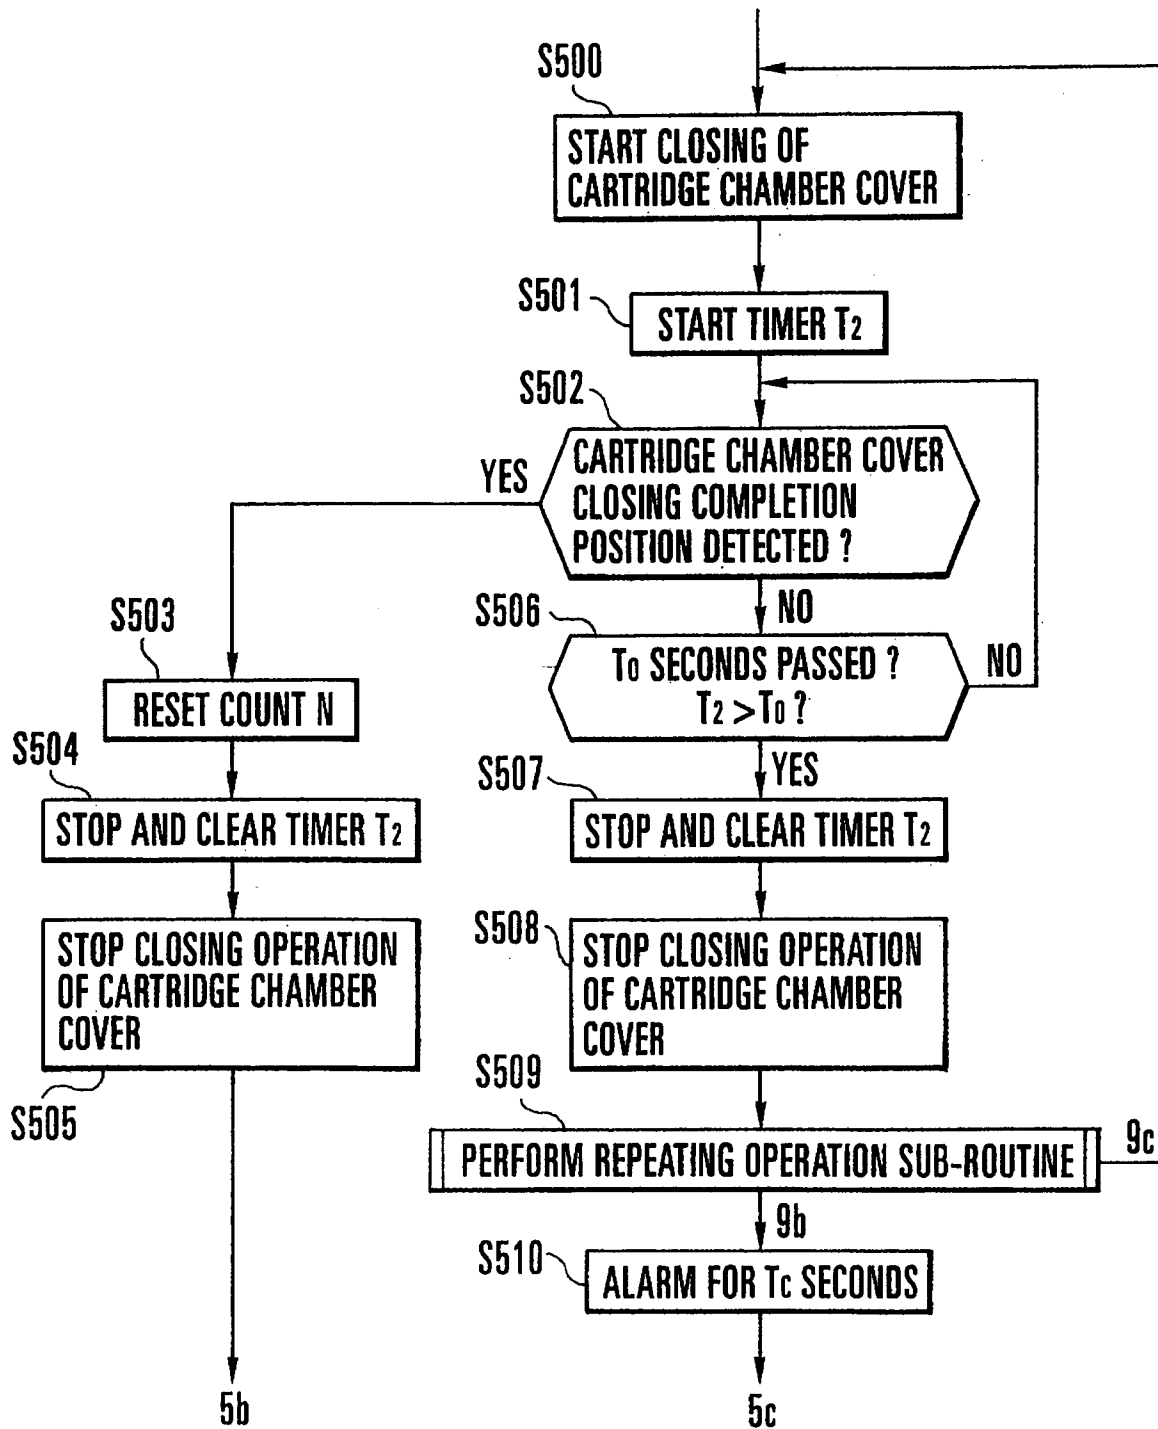 S500
START CLOSING OF
CARTRIDGE CHAMBER COVER
S501
START TIMER T2
S502
CARTRIDGE CHAMBER COVER
CLOSING COMPLETION
POSITION DETECTED ?
YES
NO
S506
T0 SECONDS PASSED ?
T2 > T0 ?
NO
YES
S503
RESET COUNT N
S504
STOP AND CLEAR TIMER T2
S505
STOP CLOSING OPERATION
OF CARTRIDGE CHAMBER
COVER
5b
S507
STOP AND CLEAR TIMER T2
S508
STOP CLOSING OPERATION
OF CARTRIDGE CHAMBER
COVER
S509
PERFORM REPEATING OPERATION SUB-ROUTINE
9c
9b
S510
ALARM FOR Tc SECONDS
5c